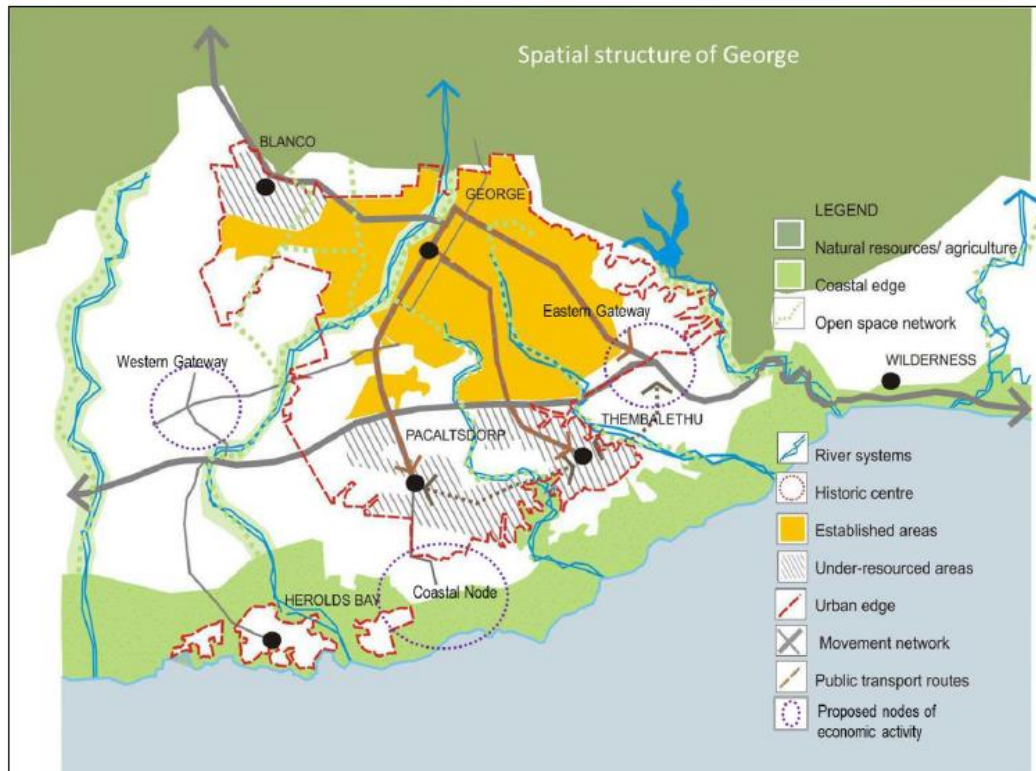 Spatial structure of George
BLANCO
GEORGE
LEGEND
Natural resources/ agriculture
Coastal edge
Open space network
Eastern Gateway
WILDERNESS
Western Gateway
PACALTSDORP
THEMBALETHU
River systems
Historic centre
Established areas
Under-resourced areas
Urban edge
Movement network
Public transport routes
Proposed nodes of
economic activity
HEROLDS BAY
Coastal Node